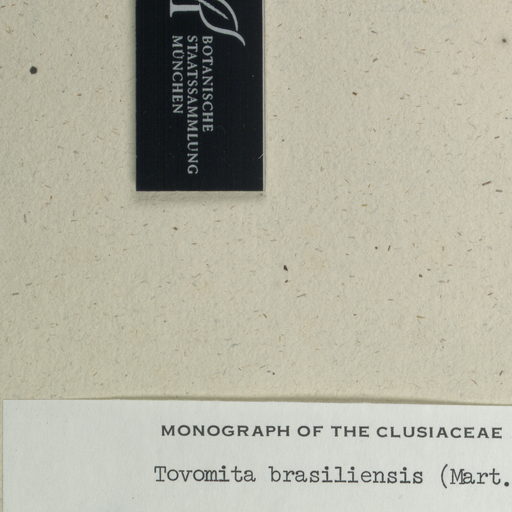 BOTANISCHE
STAATSSAMMLUNG
MÜNCHEN
MONOGRAPH OF THE CLUSIACEAE
Tovomita brasiliensis (Mart.